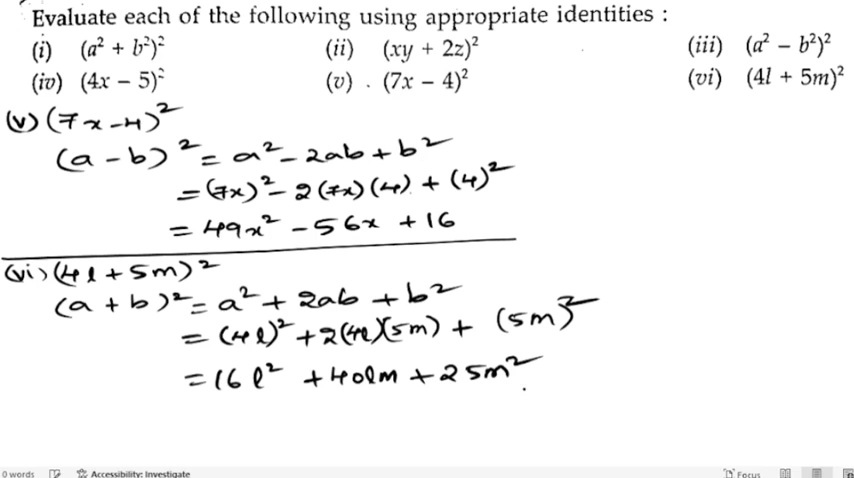 Evaluate each of the following using appropriate identities :
(i) (a² + b²)² (ii) (xy + 2z)² (iii) (a² – b²)²
(iv) (4x – 5)² (v) . (7x – 4)² (vi) (4l + 5m)²
(v) (7x – 4)²
(a – b)² = a² – 2ab + b²
= (7x)² – 2(7x)(4) + (4)²
= 49x² – 56x + 16
(vi) (4l + 5m)²
(a + b)² = a² + 2ab + b²
= (4l)² + 2(4l)(5m) + (5m)²
= 16l² + 40lm + 25m²
0 words Accessibility: Investigate Focus